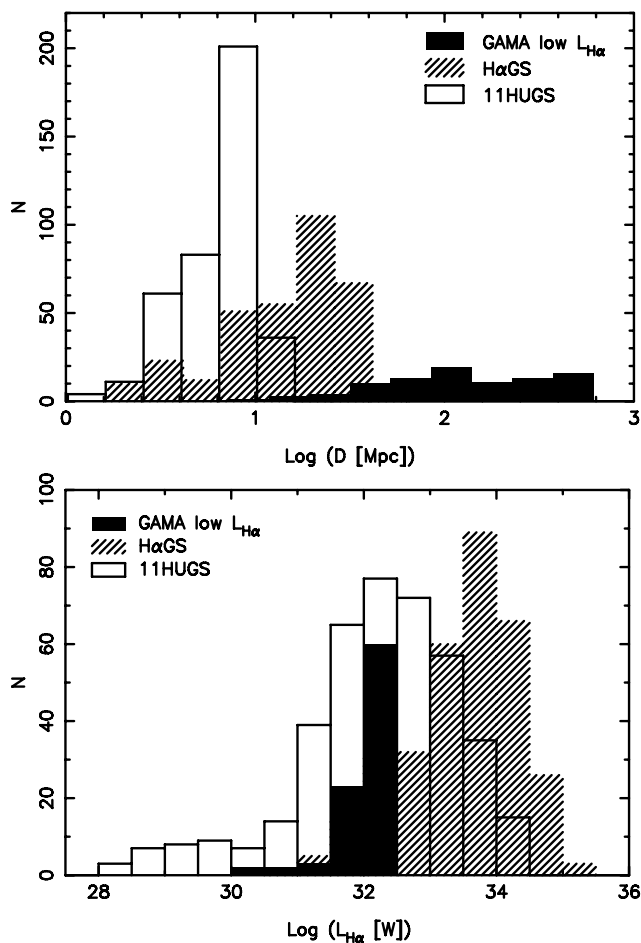 200
150
100
50
0
N
GAMA low L_Hα
HαGS
11HUGS
0 1 2 3
Log (D [Mpc])
100
80
60
40
20
0
N
GAMA low L_Hα
HαGS
11HUGS
28 30 32 34 36
Log (L_Hα [W])